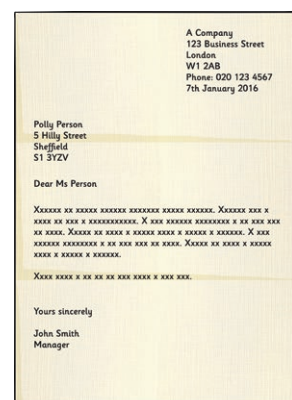 A Company
123 Business Street
London
W1 2AB
Phone: 020 123 4567
7th January 2016
Polly Person
5 Hilly Street
Sheffield
S1 3YZV
Dear Ms Person
Xxxxx xx xxxxx xxxxxx xxxxxxx xxxxx xxxxxx. Xxxxxx xxx x
xxxx xx xxx x xxxxxxxxxxx. X xxx xxxxxx xxxxxxxx x xx xxx xxx
xx xxxx. Xxxxx xx xxxx x xxxxx xxxx x xxxxx x xxxxxx. X xxx
xxxxxx xxxxxxxx x xx xxx xxx xx xxxx. Xxxxx xx xxxx x xxxxx
xxxx x xxxxx x xxxxxx.
Xxxx xxxx x xx xx xx xxx xxxx x xxx xxx.
Yours sincerely
John Smith
Manager